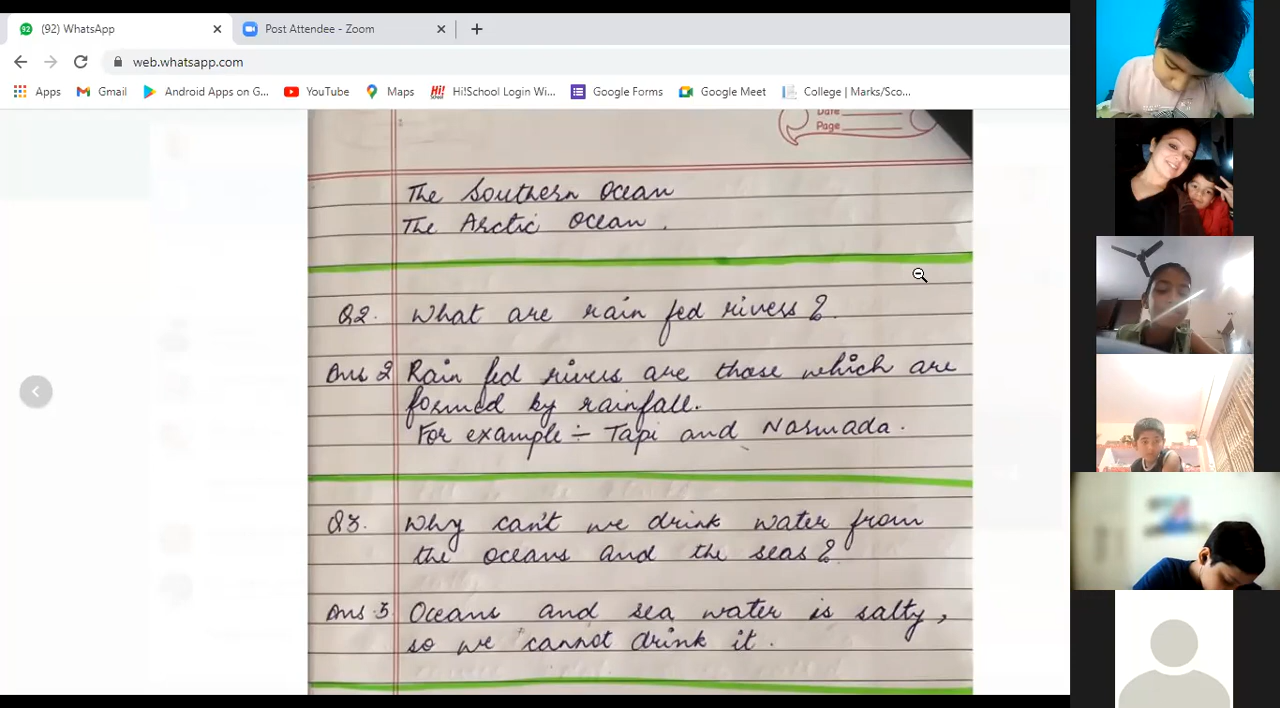 (92) WhatsApp
Post Attendee - Zoom
web.whatsapp.com
Apps
Gmail
Android Apps on G...
YouTube
Maps
Hi!School Login Wi...
Google Forms
Google Meet
College | Marks/Sco...
Date
Page
The Southern Ocean
The Arctic Ocean.
Q2. What are rain fed rivers?
Ans 2 Rain fed rivers are those which are
formed by rainfall.
For example ÷ Tapi and Narmada.
Q3. Why can't we drink water from
the oceans and the seas?
Ans 3 Oceans and sea water is salty,
so we cannot drink it.